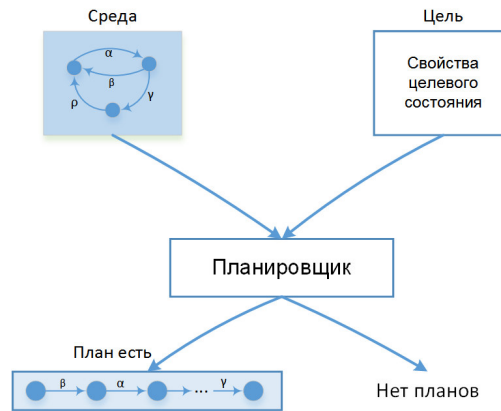 Среда
Цель
α
β
ρ
γ
Свойства
целевого
состояния
Планировщик
План есть
β α ... γ
Нет планов